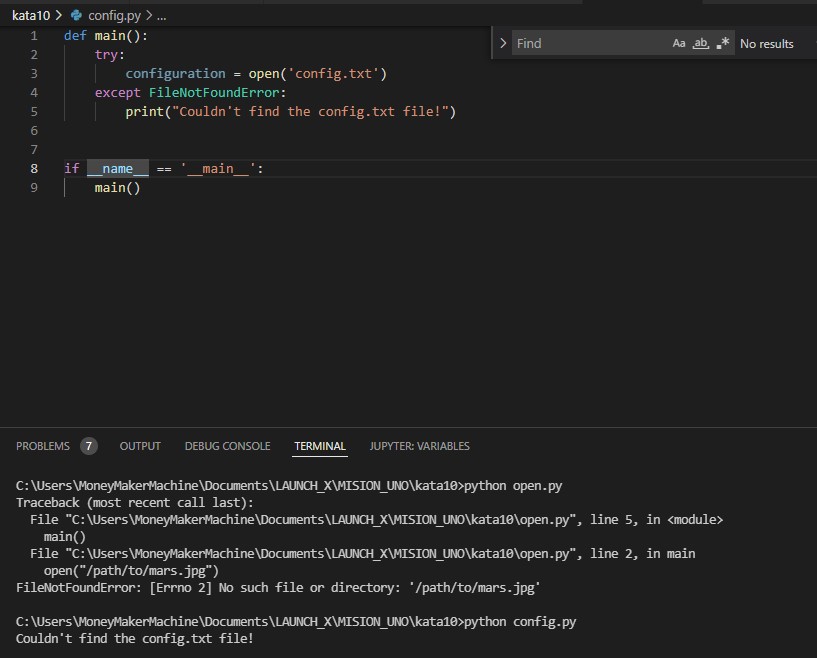 kata10 > config.py > ...
1 def main():
2     try:
3         configuration = open('config.txt')
4     except FileNotFoundError:
5         print("Couldn't find the config.txt file!")
6
7
8 if __name__ == '__main__':
9     main()
> Find Aa ab .* No results
PROBLEMS 7 OUTPUT DEBUG CONSOLE TERMINAL JUPYTER: VARIABLES
C:\Users\MoneyMakerMachine\Documents\LAUNCH_X\MISION_UNO\kata10>python open.py
Traceback (most recent call last):
  File "C:\Users\MoneyMakerMachine\Documents\LAUNCH_X\MISION_UNO\kata10\open.py", line 5, in <module>
    main()
  File "C:\Users\MoneyMakerMachine\Documents\LAUNCH_X\MISION_UNO\kata10\open.py", line 2, in main
    open("/path/to/mars.jpg")
FileNotFoundError: [Errno 2] No such file or directory: '/path/to/mars.jpg'
C:\Users\MoneyMakerMachine\Documents\LAUNCH_X\MISION_UNO\kata10>python config.py
Couldn't find the config.txt file!